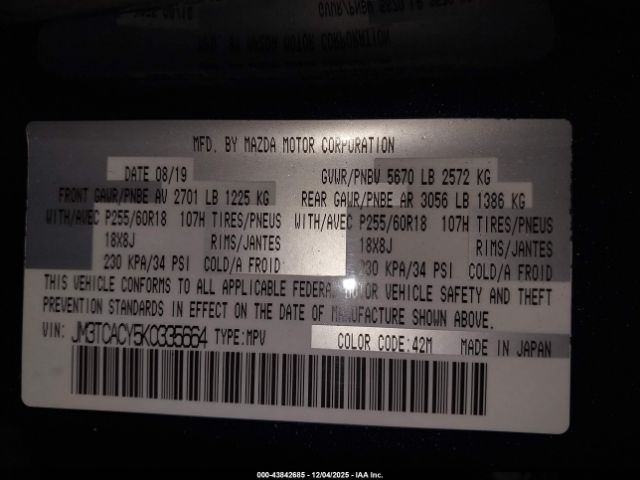 MFD. BY MAZDA MOTOR CORPORATION
DATE 08/19 GVWR/PNBV 5670 LB 2572 KG
FRONT GAWR/PNBE AV 2701 LB 1225 KG REAR GAWR/PNBE AR 3056 LB 1386 KG
WITH/AVEC P255/60R18 107H TIRES/PNEUS WITH/AVEC P255/60R18 107H TIRES/PNEUS
18X8J RIMS/JANTES 18X8J RIMS/JANTES
230 KPA/34 PSI COLD/A FROID 230 KPA/34 PSI COLD/A FROID
THIS VEHICLE CONFORMS TO ALL APPLICABLE FEDERAL MOTOR VEHICLE SAFETY AND THEFT
PREVENTION STANDARDS IN EFFECT ON THE DATE OF MANUFACTURE SHOWN ABOVE.
VIN: JM3TCACY5K0335664 TYPE:MPV COLOR CODE:42M MADE IN JAPAN
000-43842685 - 12/04/2025 - IAAI.com